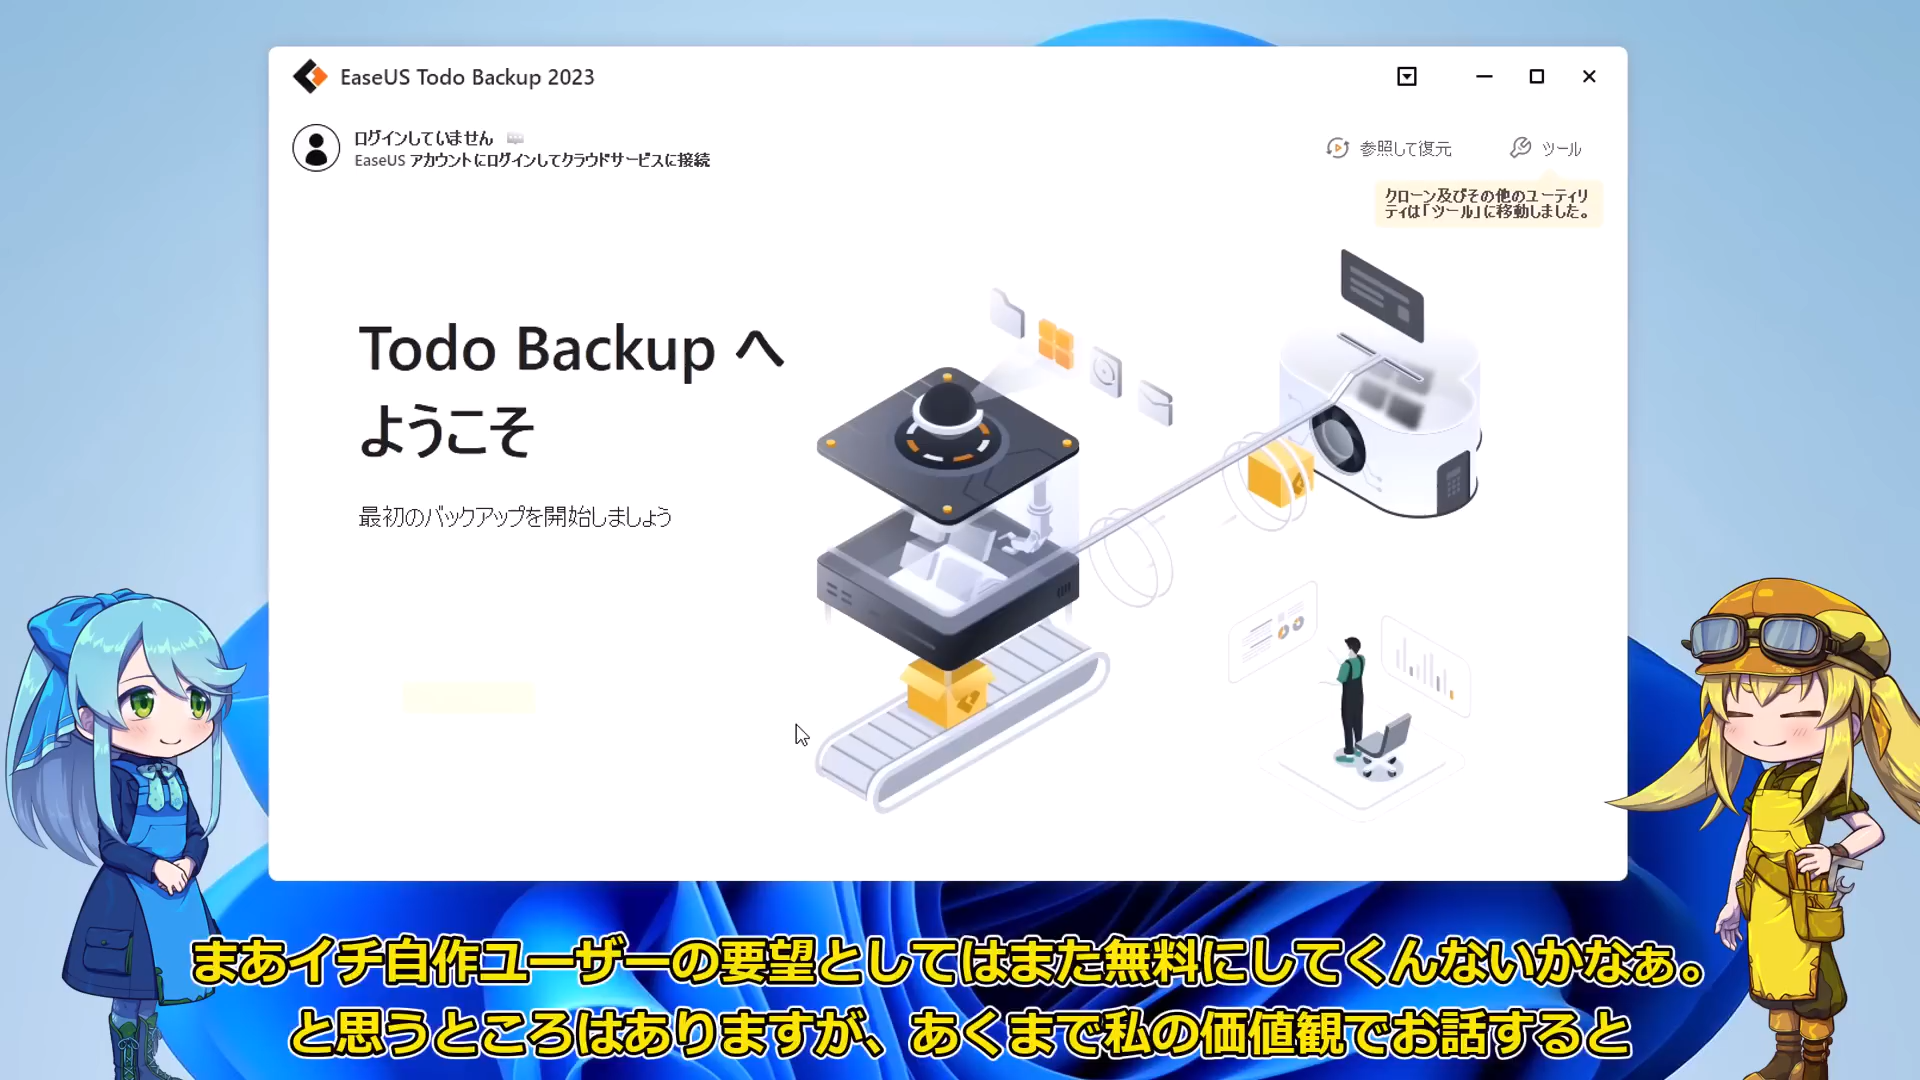 EaseUS Todo Backup 2023
ログインしていません
EaseUS アカウントにログインしてクラウドサービスに接続
参照して復元
ツール
クローン及びその他のユーティリ
ティは「ツール」に移動しました。
Todo Backup へ
ようこそ
最初のバックアップを開始しましょう
まあイチ自作ユーザーの要望としてはまた無料にしてくんないかなぁ。
と思うところはありますが、あくまで私の価値観でお話すると